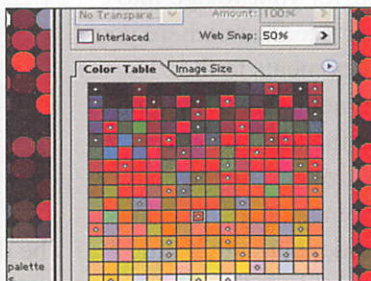 No Transpare...
Amount: 100%
Interlaced
Web Snap: 50%
Color Table
Image Size
palette